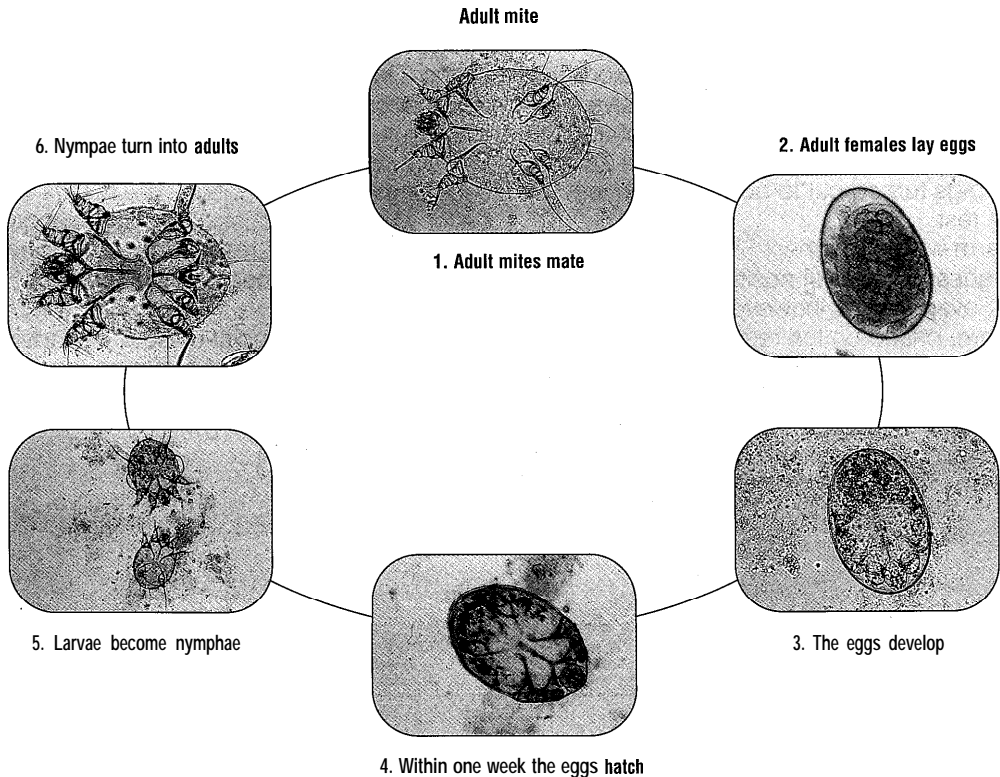 Adult mite
1. Adult mites mate
2. Adult females lay eggs
3. The eggs develop
4. Within one week the eggs hatch
5. Larvae become nymphae
6. Nympae turn into adults